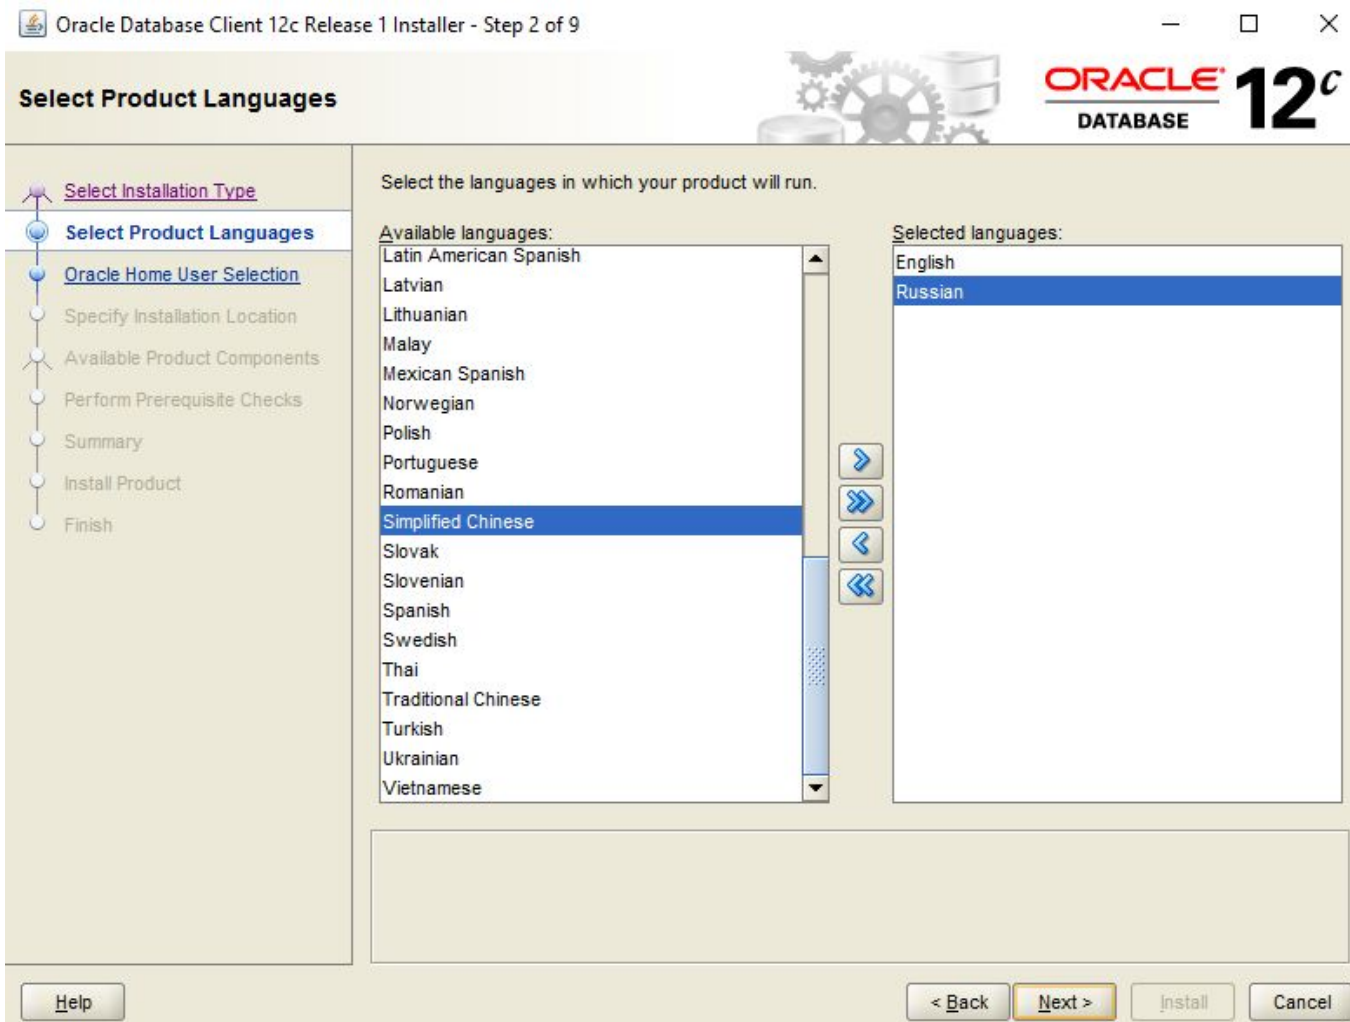 Oracle Database Client 12c Release 1 Installer - Step 2 of 9
Select Product Languages
ORACLE
DATABASE
12c
Select Installation Type
Select Product Languages
Oracle Home User Selection
Specify Installation Location
Available Product Components
Perform Prerequisite Checks
Summary
Install Product
Finish
Select the languages in which your product will run.
Available languages:
Latin American Spanish
Latvian
Lithuanian
Malay
Mexican Spanish
Norwegian
Polish
Portuguese
Romanian
Simplified Chinese
Slovak
Slovenian
Spanish
Swedish
Thai
Traditional Chinese
Turkish
Ukrainian
Vietnamese
Selected languages:
English
Russian
Help
< Back
Next >
Install
Cancel